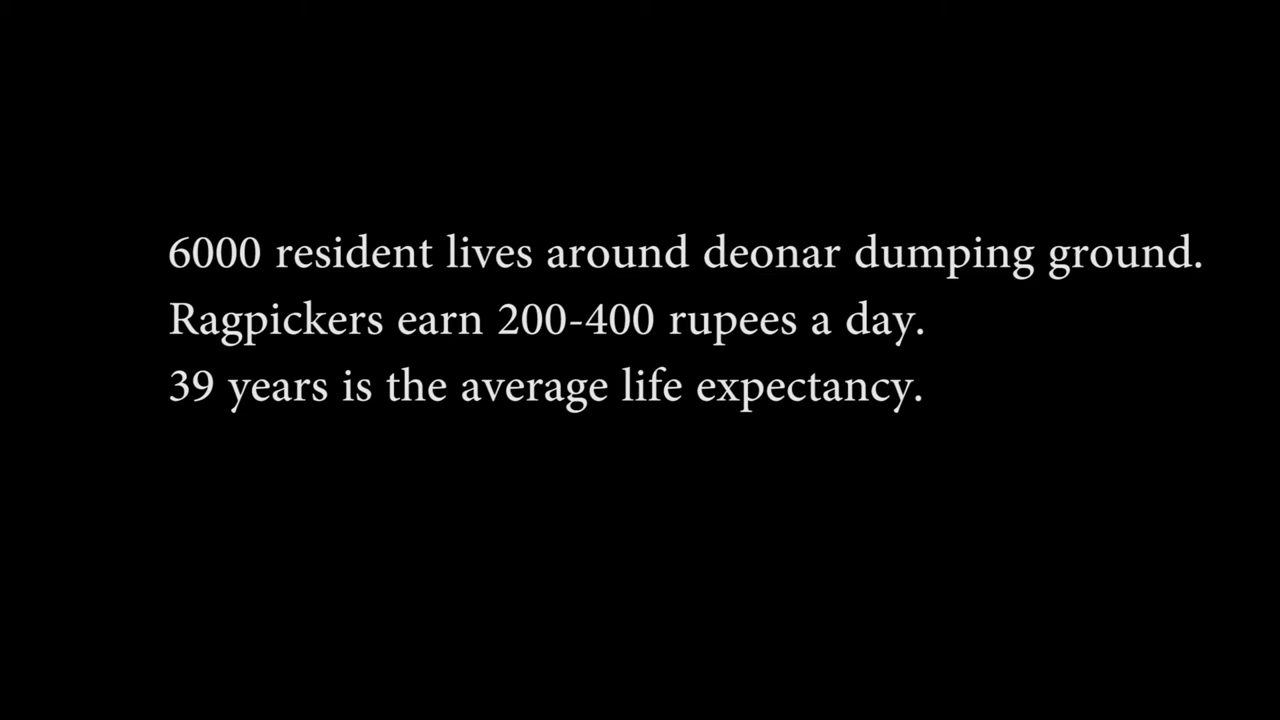 6000 resident lives around deonar dumping ground.
Ragpickers earn 200-400 rupees a day.
39 years is the average life expectancy.